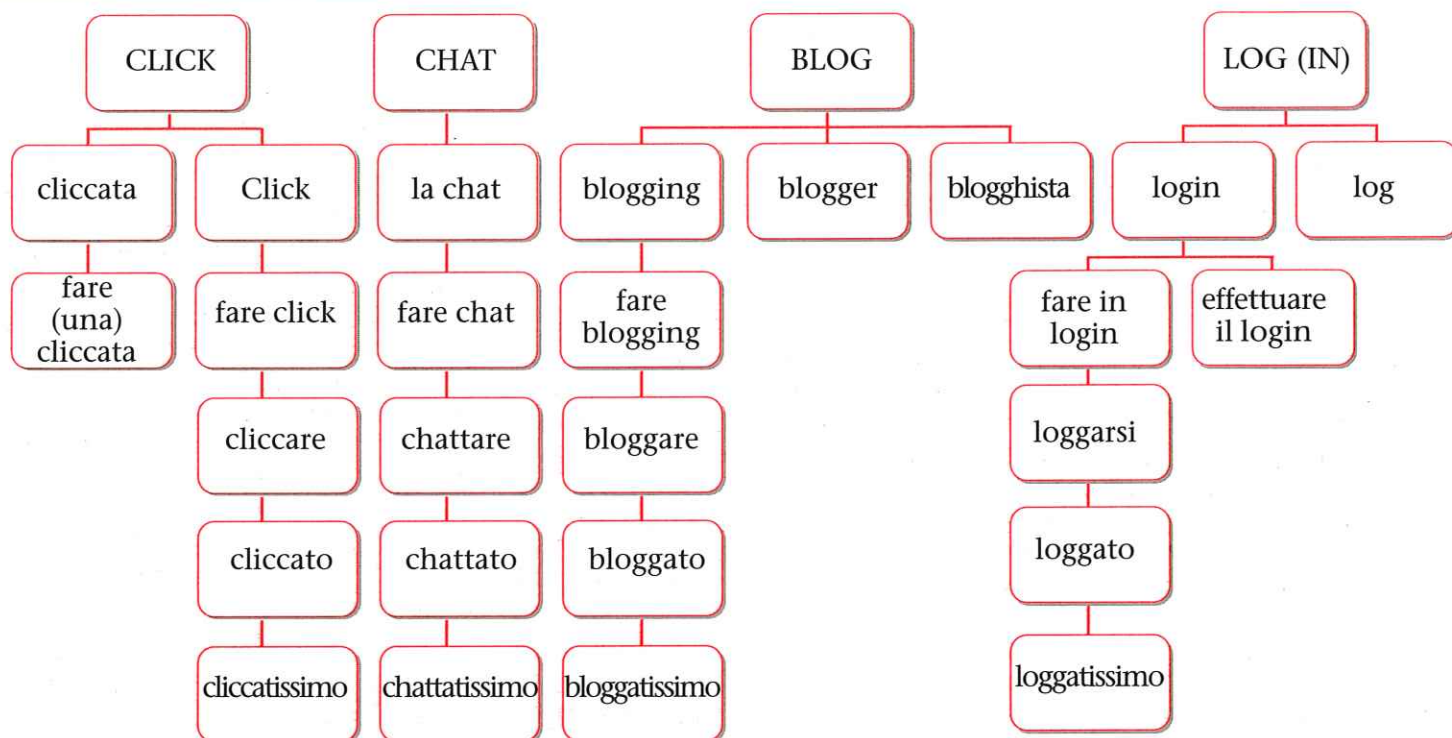 CLICK
CHAT
BLOG
LOG (IN)
cliccata
Click
la chat
blogging
blogger
blogghista
login
log
fare
(una)
cliccata
fare click
fare chat
fare
blogging
fare in
login
effettuare
il login
cliccare
chattare
bloggare
loggarsi
cliccato
chattato
bloggato
loggato
cliccatissimo
chattatissimo
bloggatissimo
loggatissimo